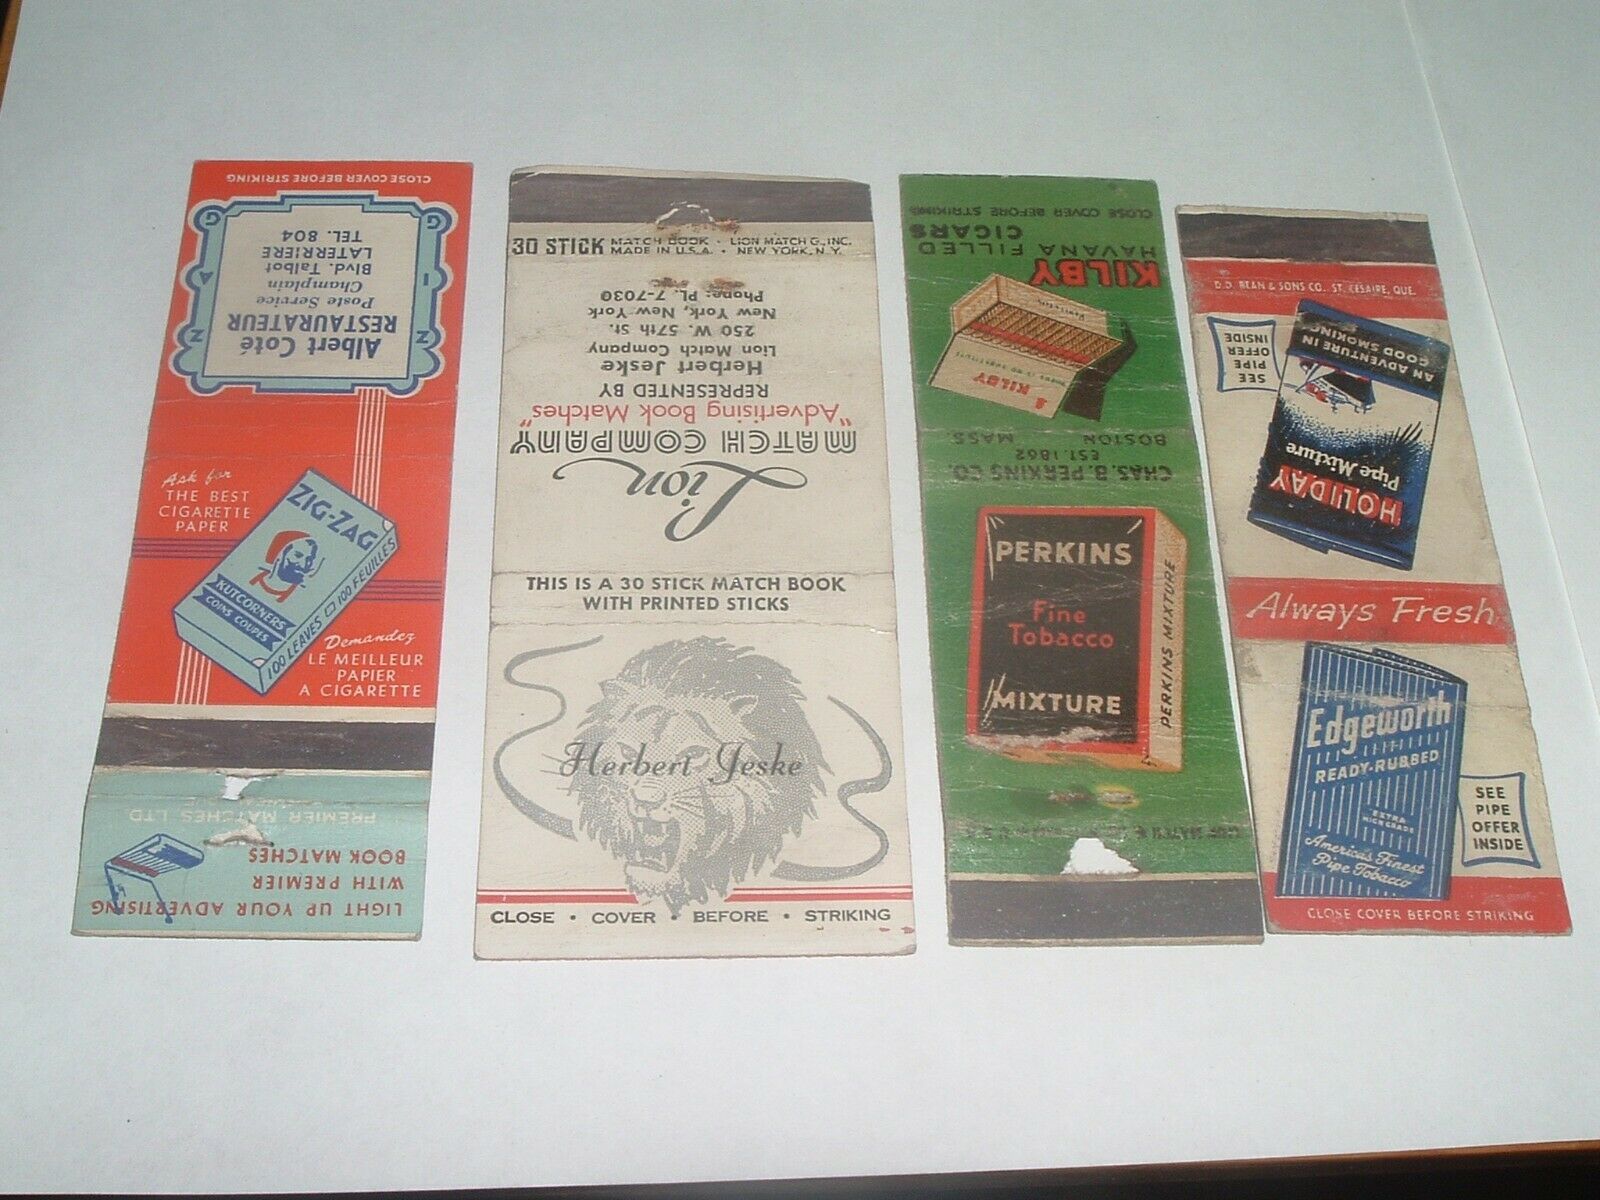 CLOSE COVER BEFORE STRIKING
Albert Coté
RESTAURATEUR
Poste Service
Champlain
Blvd. Talbot
LATERRIERE
TEL. 804
Z I G
Z A G
Ask for
THE BEST
CIGARETTE
PAPER
ZIG-ZAG
KUTCORNERS
COINS COUPÉS
100 LEAVES 100 FEUILLES
Demandez
LE MEILLEUR
PAPIER
A CIGARETTE
LIGHT UP YOUR ADVERTISING
WITH PREMIER
BOOK MATCHES
PREMIER MATCHES LTD
30 STICK MATCH BOOK · LION MATCH CO., INC.
MADE IN U.S.A. · NEW YORK, N.Y.
Lion
MATCH COMPANY
"Advertising Book Matches"
REPRESENTED BY
Herbert Jeske
Lion Match Company
250 W. 57th St.
New York, New York
Phone: PL. 7-7030
THIS IS A 30 STICK MATCH BOOK
WITH PRINTED STICKS
Herbert Jeske
CLOSE · COVER · BEFORE · STRIKING
CLOSE COVER BEFORE STRIKING
KILBY
HAVANA FILLED
CIGARS
KILBY
CHAS. B. PERKINS CO.
EST. 1862
BOSTON MASS.
PERKINS
Fine
Tobacco
MIXTURE
PERKINS MIXTURE
D.D. BEAN & SONS CO. ST. CESAIRE, QUE.
SEE
PIPE
OFFER
INSIDE
HOLIDAY
Pipe Mixture
AN ADVENTURE IN
GOOD SMOKING
Always Fresh
Edgeworth
READY-RUBBED
EXTRA
HIGH GRADE
America's Finest
Pipe Tobacco
SEE
PIPE
OFFER
INSIDE
CLOSE COVER BEFORE STRIKING